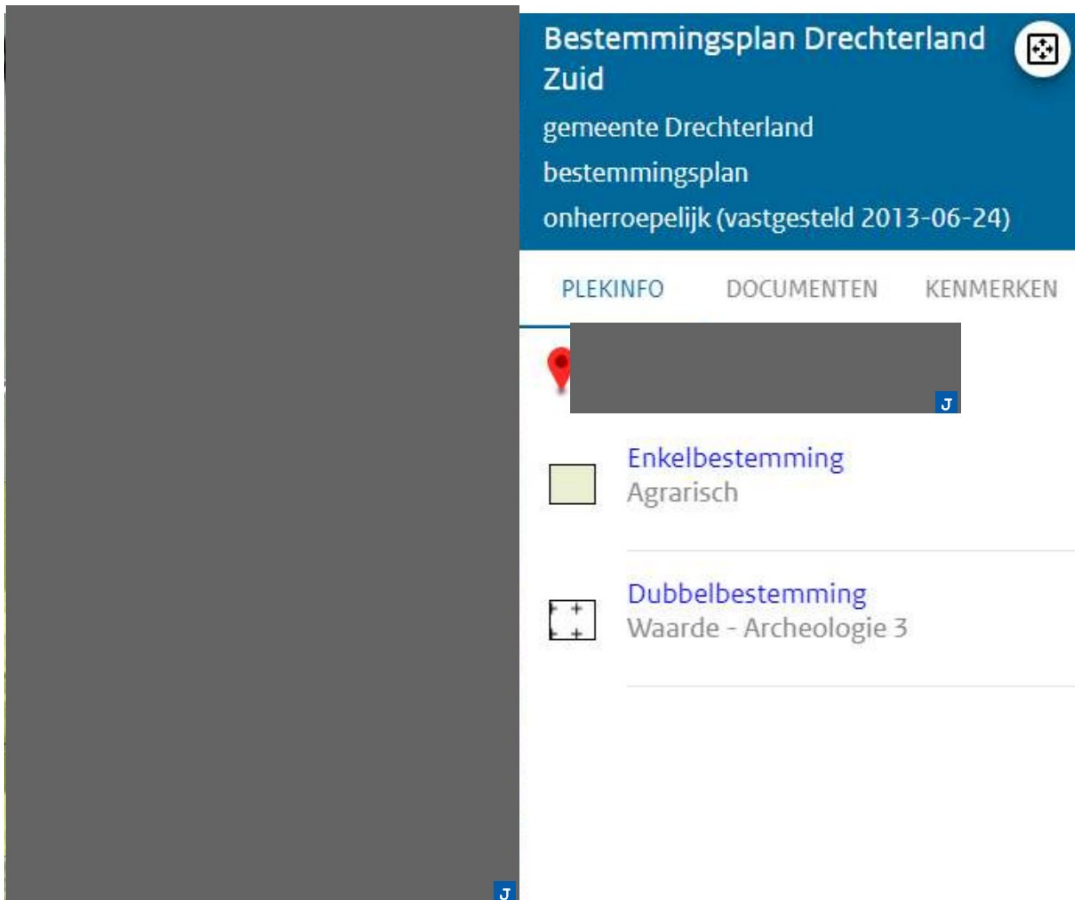 Bestemmingsplan Drechterland
Zuid
gemeente Drechterland
bestemmingsplan
onherroepelijk (vastgesteld 2013-06-24)
PLEKINFO DOCUMENTEN KENMERKEN
J
Enkelbestemming
Agrarisch
Dubbelbestemming
Waarde - Archeologie 3
J